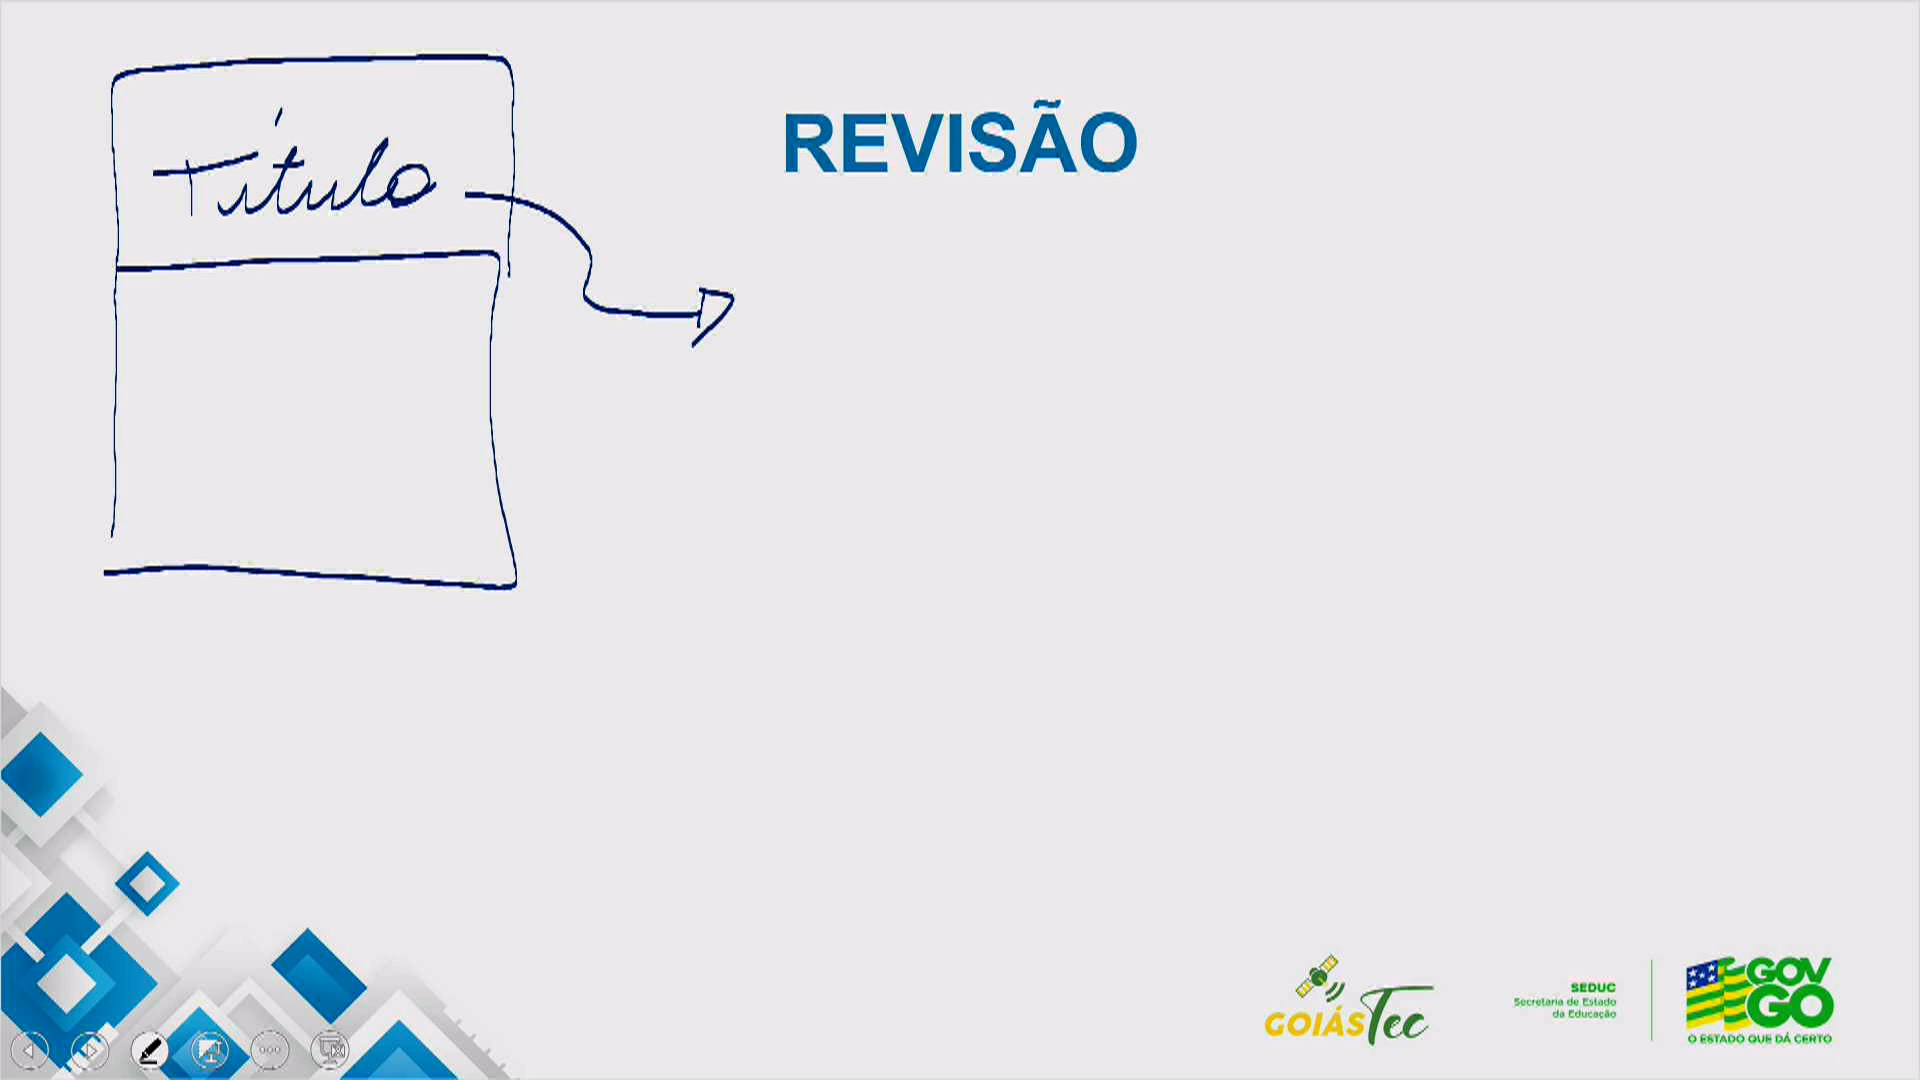 REVISÃO
Título
GOIÁSTec
SEDUC
Secretaria de Estado
da Educação
GOV
GO
O ESTADO QUE DÁ CERTO